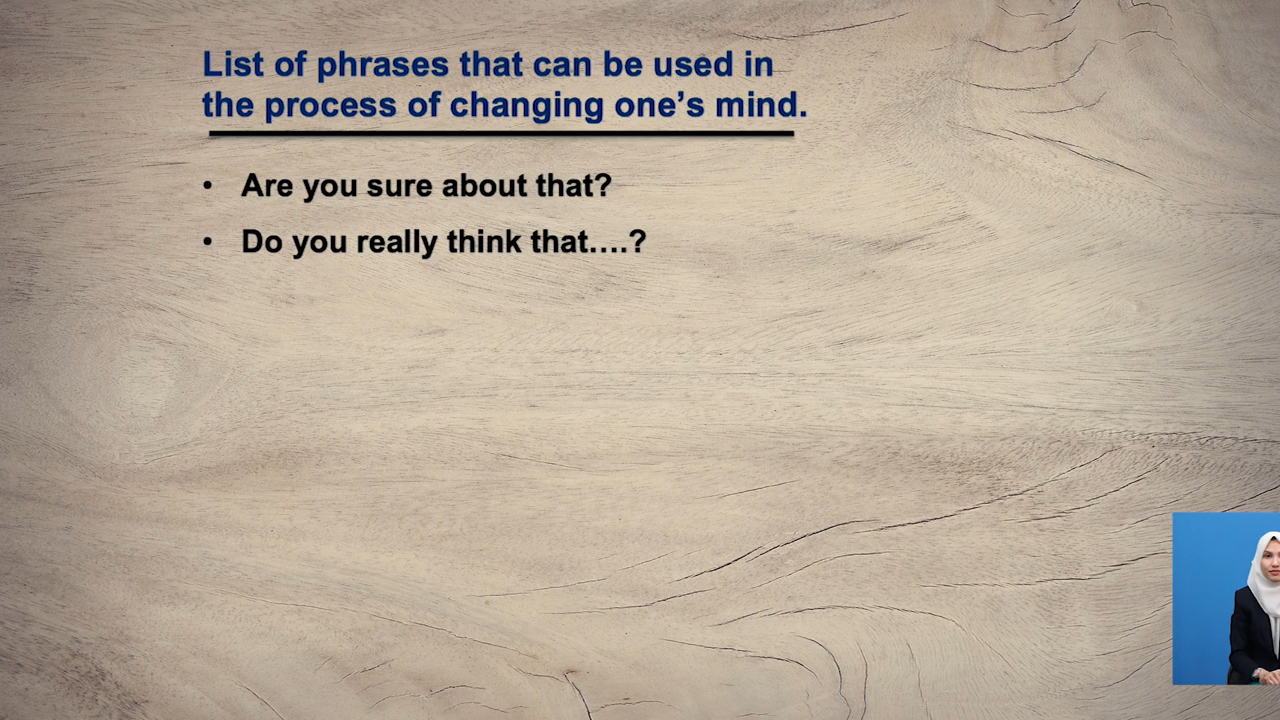 List of phrases that can be used in
the process of changing one’s mind.
• Are you sure about that?
• Do you really think that….?